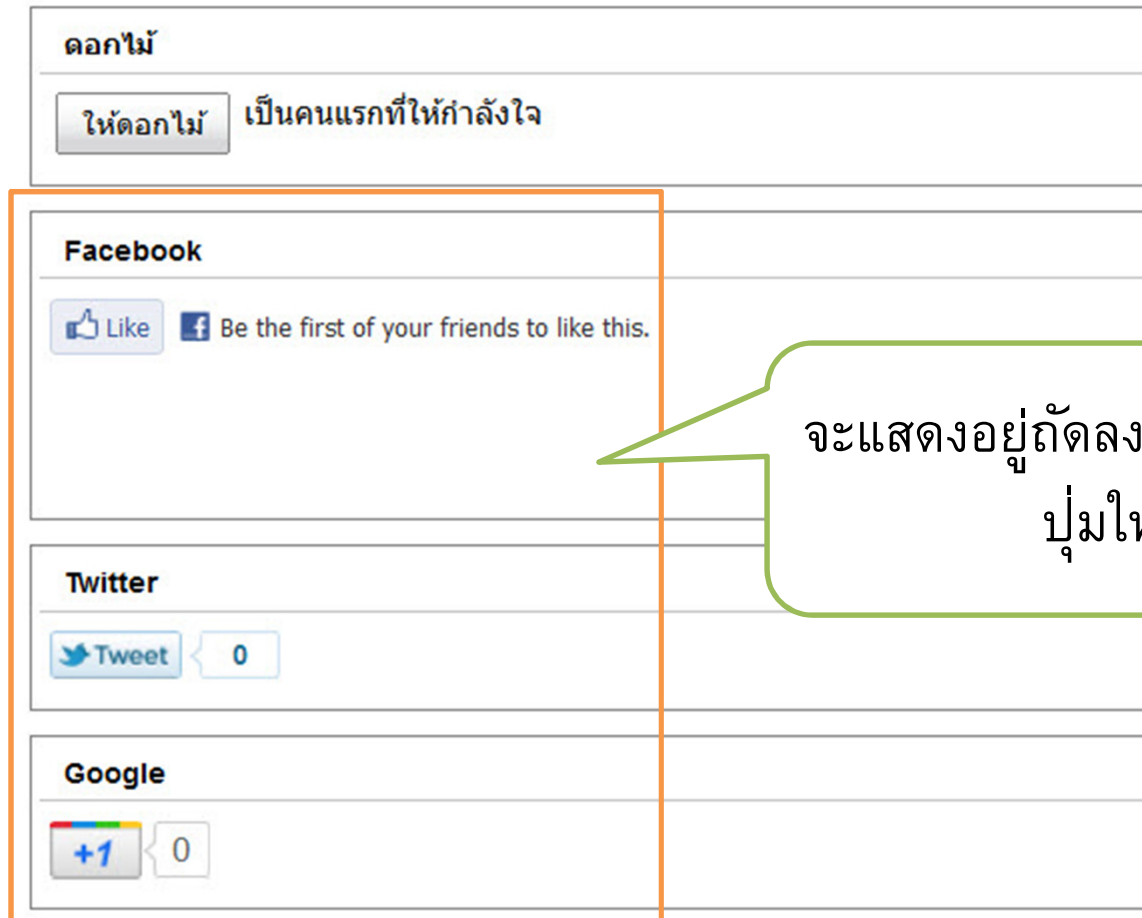 ดอกไม้
ให้ดอกไม้ เป็นคนแรกที่ให้กำลังใจ
Facebook
Like f Be the first of your friends to like this.
จะแสดงอยู่ถัดลง
Twitter
Tweet 0
Google
+1 0